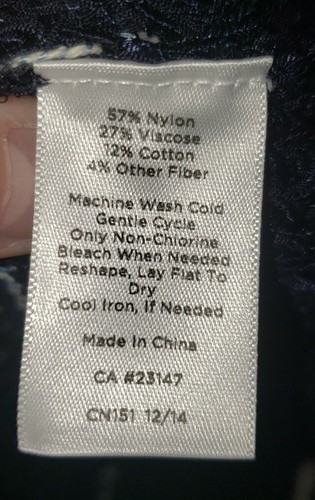 57% Nylon
27% Viscose
12% Cotton
4% Other Fiber
Machine Wash Cold
Gentle Cycle
Only Non-Chlorine
Bleach When Needed
Reshape, Lay Flat To
Dry
Cool Iron, If Needed
Made In China
CA #23147
CN151 12/14